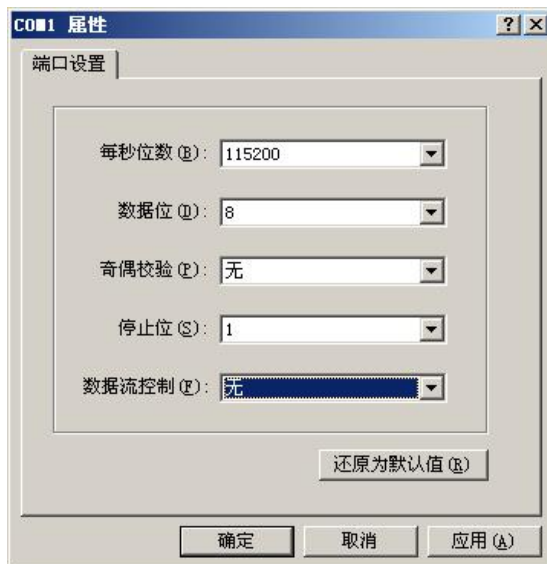 COM1 属性
端口设置
每秒位数(B): 115200
数据位(D): 8
奇偶校验(P): 无
停止位(S): 1
数据流控制(F): 无
还原为默认值(R)
确定 取消 应用(A)